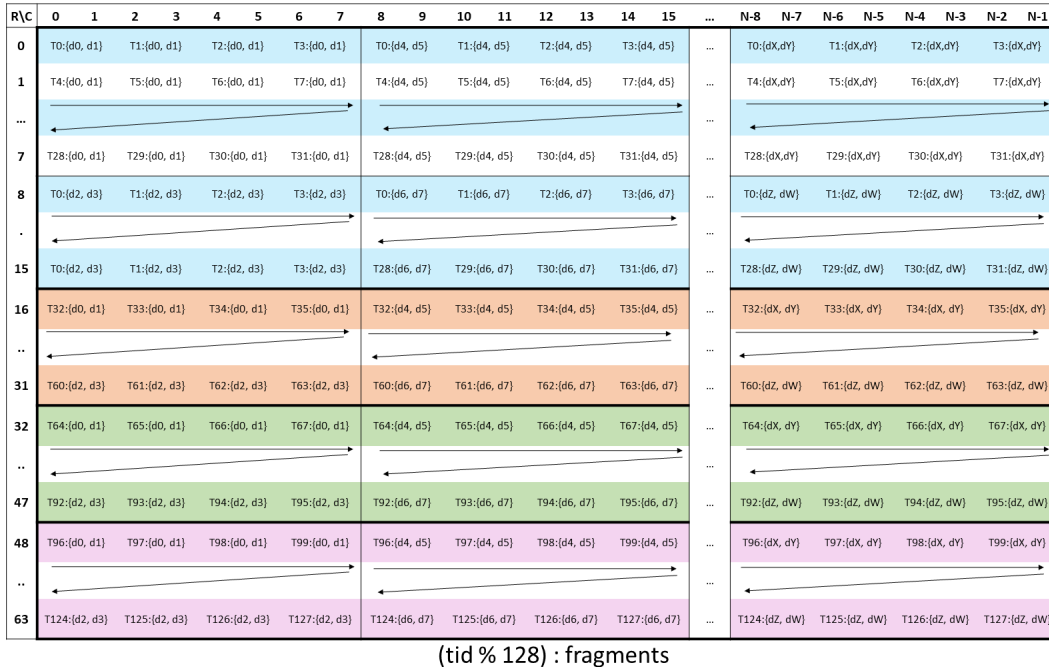 R\C 0 1 2 3 4 5 6 7 8 9 10 11 12 13 14 15 ... N-8 N-7 N-6 N-5 N-4 N-3 N-2 N-1
0 T0:{d0, d1} T1:{d0, d1} T2:{d0, d1} T3:{d0, d1} T0:{d4, d5} T1:{d4, d5} T2:{d4, d5} T3:{d4, d5} ... T0:{dX,dY} T1:{dX,dY} T2:{dX,dY} T3:{dX,dY}
1 T4:{d0, d1} T5:{d0, d1} T6:{d0, d1} T7:{d0, d1} T4:{d4, d5} T5:{d4, d5} T6:{d4, d5} T7:{d4, d5} ... T4:{dX,dY} T5:{dX,dY} T6:{dX,dY} T7:{dX,dY}
... ...
7 T28:{d0, d1} T29:{d0, d1} T30:{d0, d1} T31:{d0, d1} T28:{d4, d5} T29:{d4, d5} T30:{d4, d5} T31:{d4, d5} ... T28:{dX,dY} T29:{dX,dY} T30:{dX,dY} T31:{dX,dY}
8 T0:{d2, d3} T1:{d2, d3} T2:{d2, d3} T3:{d2, d3} T0:{d6, d7} T1:{d6, d7} T2:{d6, d7} T3:{d6, d7} ... T0:{dZ, dW} T1:{dZ, dW} T2:{dZ, dW} T3:{dZ, dW}
. ...
15 T0:{d2, d3} T1:{d2, d3} T2:{d2, d3} T3:{d2, d3} T28:{d6, d7} T29:{d6, d7} T30:{d6, d7} T31:{d6, d7} ... T28:{dZ, dW} T29:{dZ, dW} T30:{dZ, dW} T31:{dZ, dW}
16 T32:{d0, d1} T33:{d0, d1} T34:{d0, d1} T35:{d0, d1} T32:{d4, d5} T33:{d4, d5} T34:{d4, d5} T35:{d4, d5} ... T32:{dX, dY} T33:{dX, dY} T34:{dX, dY} T35:{dX, dY}
.. ...
31 T60:{d2, d3} T61:{d2, d3} T62:{d2, d3} T63:{d2, d3} T60:{d6, d7} T61:{d6, d7} T62:{d6, d7} T63:{d6, d7} ... T60:{dZ, dW} T61:{dZ, dW} T62:{dZ, dW} T63:{dZ, dW}
32 T64:{d0, d1} T65:{d0, d1} T66:{d0, d1} T67:{d0, d1} T64:{d4, d5} T65:{d4, d5} T66:{d4, d5} T67:{d4, d5} ... T64:{dX, dY} T65:{dX, dY} T66:{dX, dY} T67:{dX, dY}
.. ...
47 T92:{d2, d3} T93:{d2, d3} T94:{d2, d3} T95:{d2, d3} T92:{d6, d7} T93:{d6, d7} T94:{d6, d7} T95:{d6, d7} ... T92:{dZ, dW} T93:{dZ, dW} T94:{dZ, dW} T95:{dZ, dW}
48 T96:{d0, d1} T97:{d0, d1} T98:{d0, d1} T99:{d0, d1} T96:{d4, d5} T97:{d4, d5} T98:{d4, d5} T99:{d4, d5} ... T96:{dX, dY} T97:{dX, dY} T98:{dX, dY} T99:{dX, dY}
.. ...
63 T124:{d2, d3} T125:{d2, d3} T126:{d2, d3} T127:{d2, d3} T124:{d6, d7} T125:{d6, d7} T126:{d6, d7} T127:{d6, d7} ... T124:{dZ, dW} T125:{dZ, dW} T126:{dZ, dW} T127:{dZ, dW}
(tid % 128) : fragments